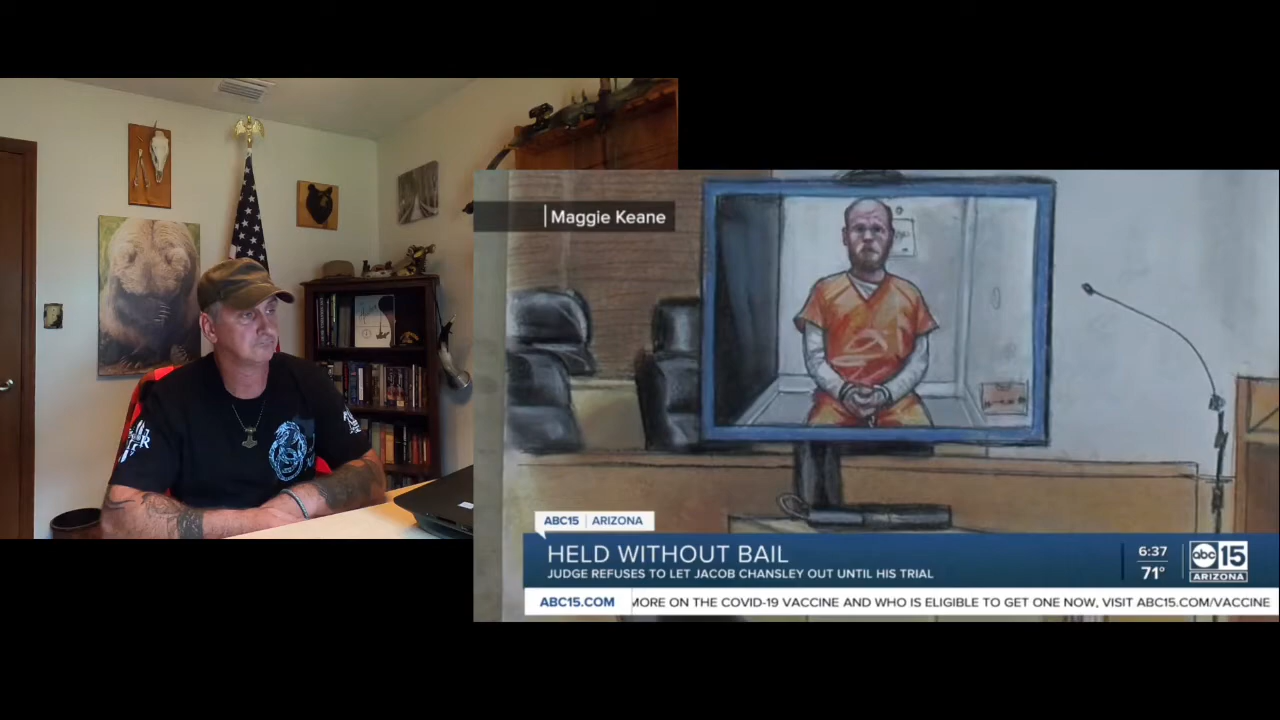 Maggie Keane
ABC15 ARIZONA
HELD WITHOUT BAIL
JUDGE REFUSES TO LET JACOB CHANSLEY OUT UNTIL HIS TRIAL
6:37
71°
abc 15
ARIZONA
ABC15.COM
MORE ON THE COVID-19 VACCINE AND WHO IS ELIGIBLE TO GET ONE NOW, VISIT ABC15.COM/VACCINE